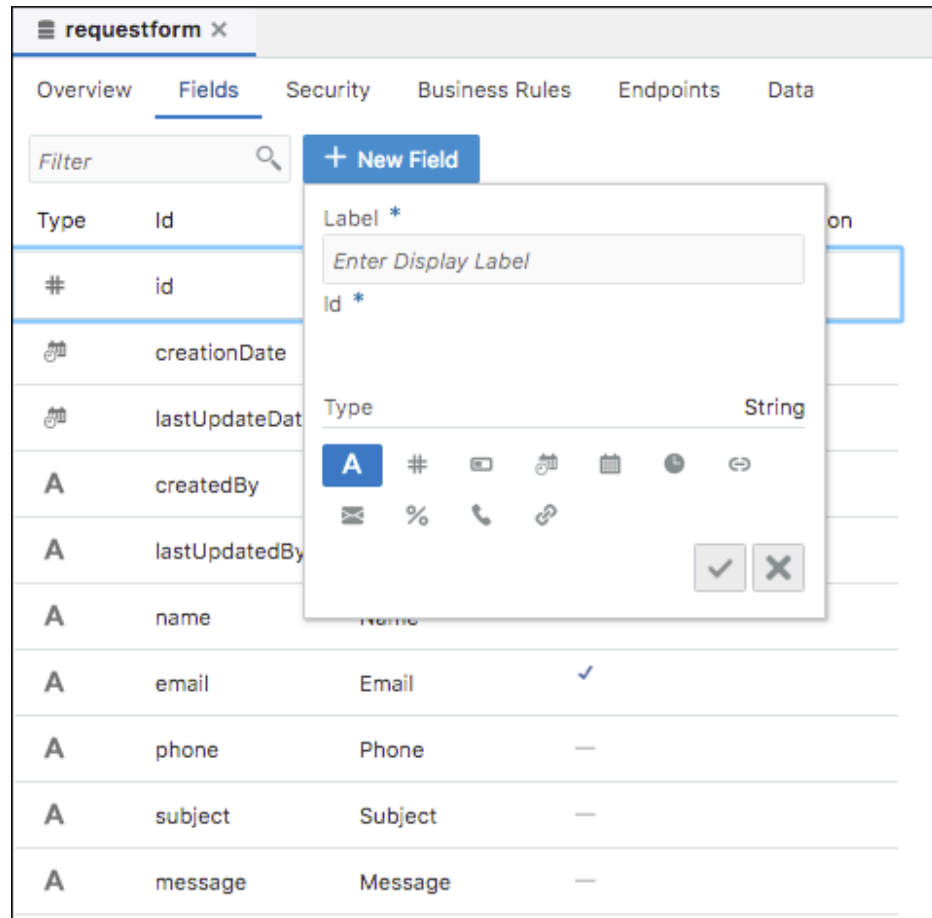 requestform
Overview Fields Security Business Rules Endpoints Data
Filter + New Field
Type Id on
Label *
Enter Display Label
# id
Id *
creationDate
Type String
lastUpdateDat
A # %
A createdBy
A lastUpdatedBy
A name Name
A email Email
A phone Phone
A subject Subject
A message Message